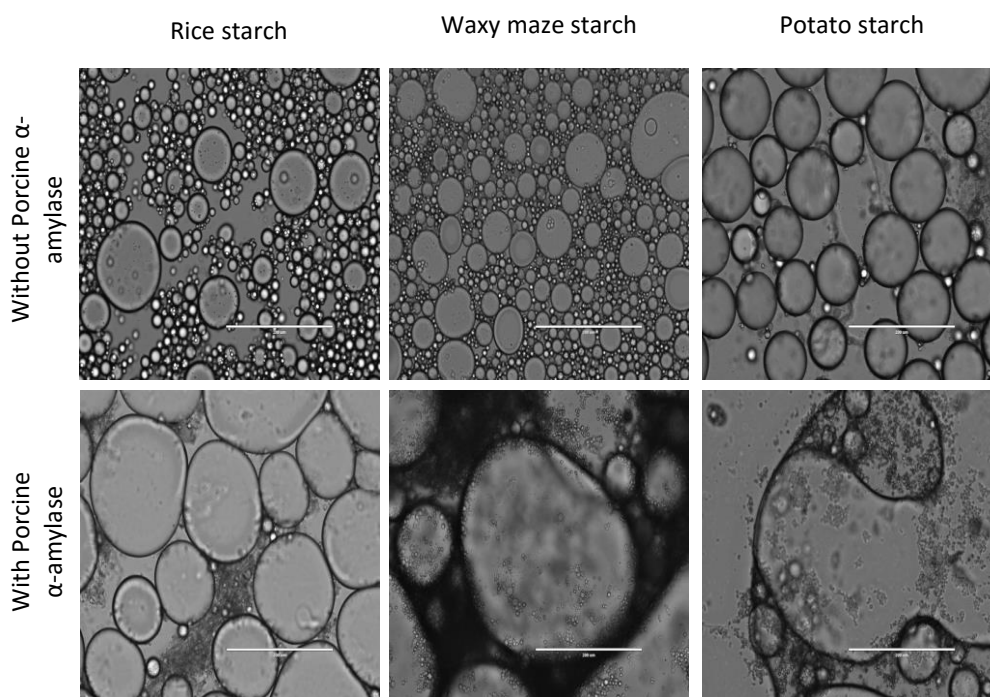 Rice starch
Waxy maze starch
Potato starch
Without Porcine α-
amylase
With Porcine
α-amylase